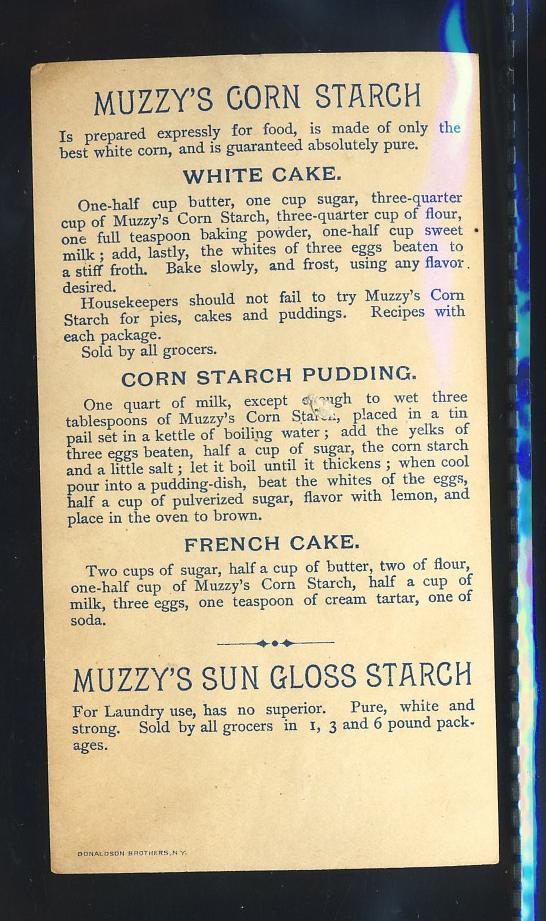 MUZZY'S CORN STARCH
Is prepared expressly for food, is made of only the
best white corn, and is guaranteed absolutely pure.
WHITE CAKE.
One-half cup butter, one cup sugar, three-quarter
cup of Muzzy's Corn Starch, three-quarter cup of flour,
one full teaspoon baking powder, one-half cup sweet
milk; add, lastly, the whites of three eggs beaten to
a stiff froth. Bake slowly, and frost, using any flavor
desired.
Housekeepers should not fail to try Muzzy's Corn
Starch for pies, cakes and puddings. Recipes with
each package.
Sold by all grocers.
CORN STARCH PUDDING.
One quart of milk, except enough to wet three
tablespoons of Muzzy's Corn Starch, placed in a tin
pail set in a kettle of boiling water; add the yelks of
three eggs beaten, half a cup of sugar, the corn starch
and a little salt; let it boil until it thickens; when cool
pour into a pudding-dish, beat the whites of the eggs,
half a cup of pulverized sugar, flavor with lemon, and
place in the oven to brown.
FRENCH CAKE.
Two cups of sugar, half a cup of butter, two of flour,
one-half cup of Muzzy's Corn Starch, half a cup of
milk, three eggs, one teaspoon of cream tartar, one of
soda.
MUZZY'S SUN GLOSS STARCH
For Laundry use, has no superior. Pure, white and
strong. Sold by all grocers in 1, 3 and 6 pound pack-
ages.
DONALDSON BROTHERS, N.Y.